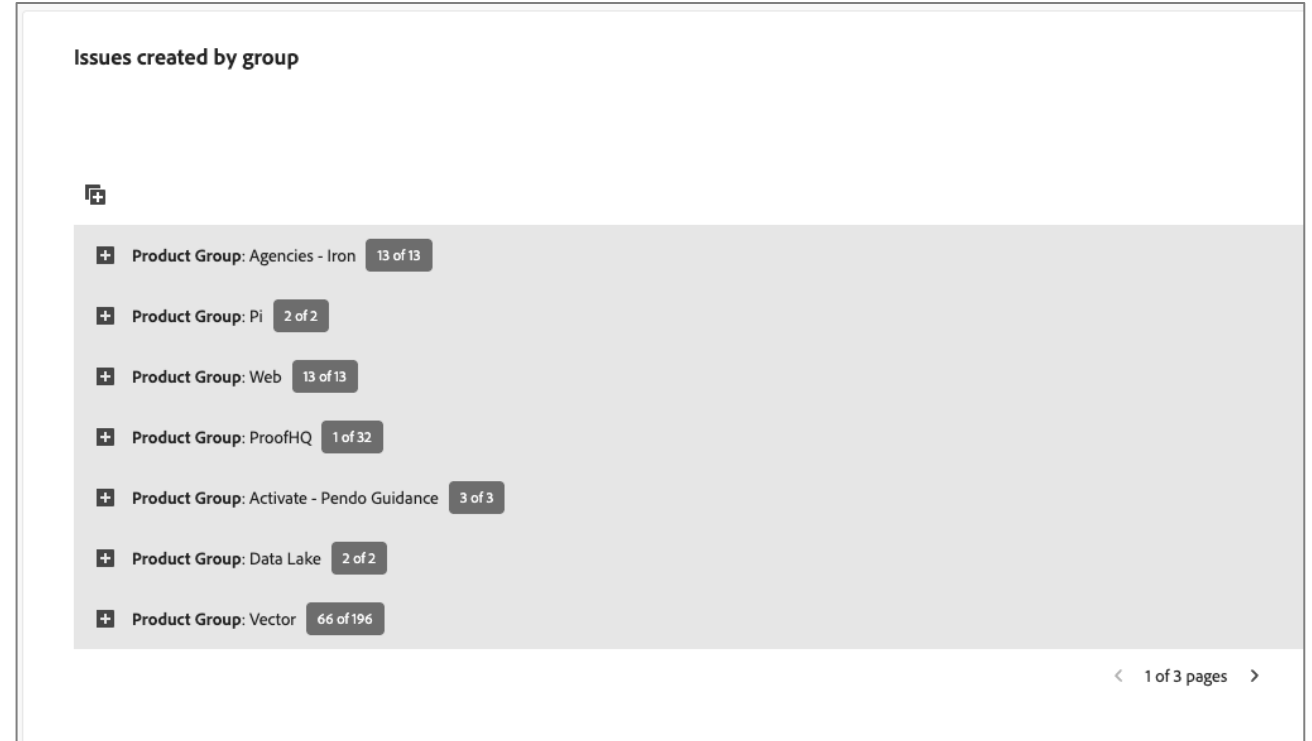 Issues created by group
Product Group: Agencies - Iron 13 of 13
Product Group: Pi 2 of 2
Product Group: Web 13 of 13
Product Group: ProofHQ 1 of 32
Product Group: Activate - Pendo Guidance 3 of 3
Product Group: Data Lake 2 of 2
Product Group: Vector 66 of 196
1 of 3 pages